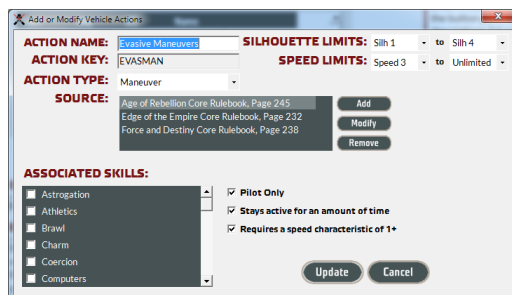 Add or Modify Vehicle Actions
ACTION NAME: Evasive Maneuvers SILHOUETTE LIMITS: Silh 1 to Silh 4
ACTION KEY: EVASMAN SPEED LIMITS: Speed 3 to Unlimited
ACTION TYPE: Maneuver
SOURCE: Age of Rebellion Core Rulebook, Page 245
Edge of the Empire Core Rulebook, Page 232
Force and Destiny Core Rulebook, Page 238
Add
Modify
Remove
ASSOCIATED SKILLS:
Astrogation
Athletics
Brawl
Charm
Coercion
Computers
Pilot Only
Stays active for an amount of time
Requires a speed characteristic of 1+
Update Cancel